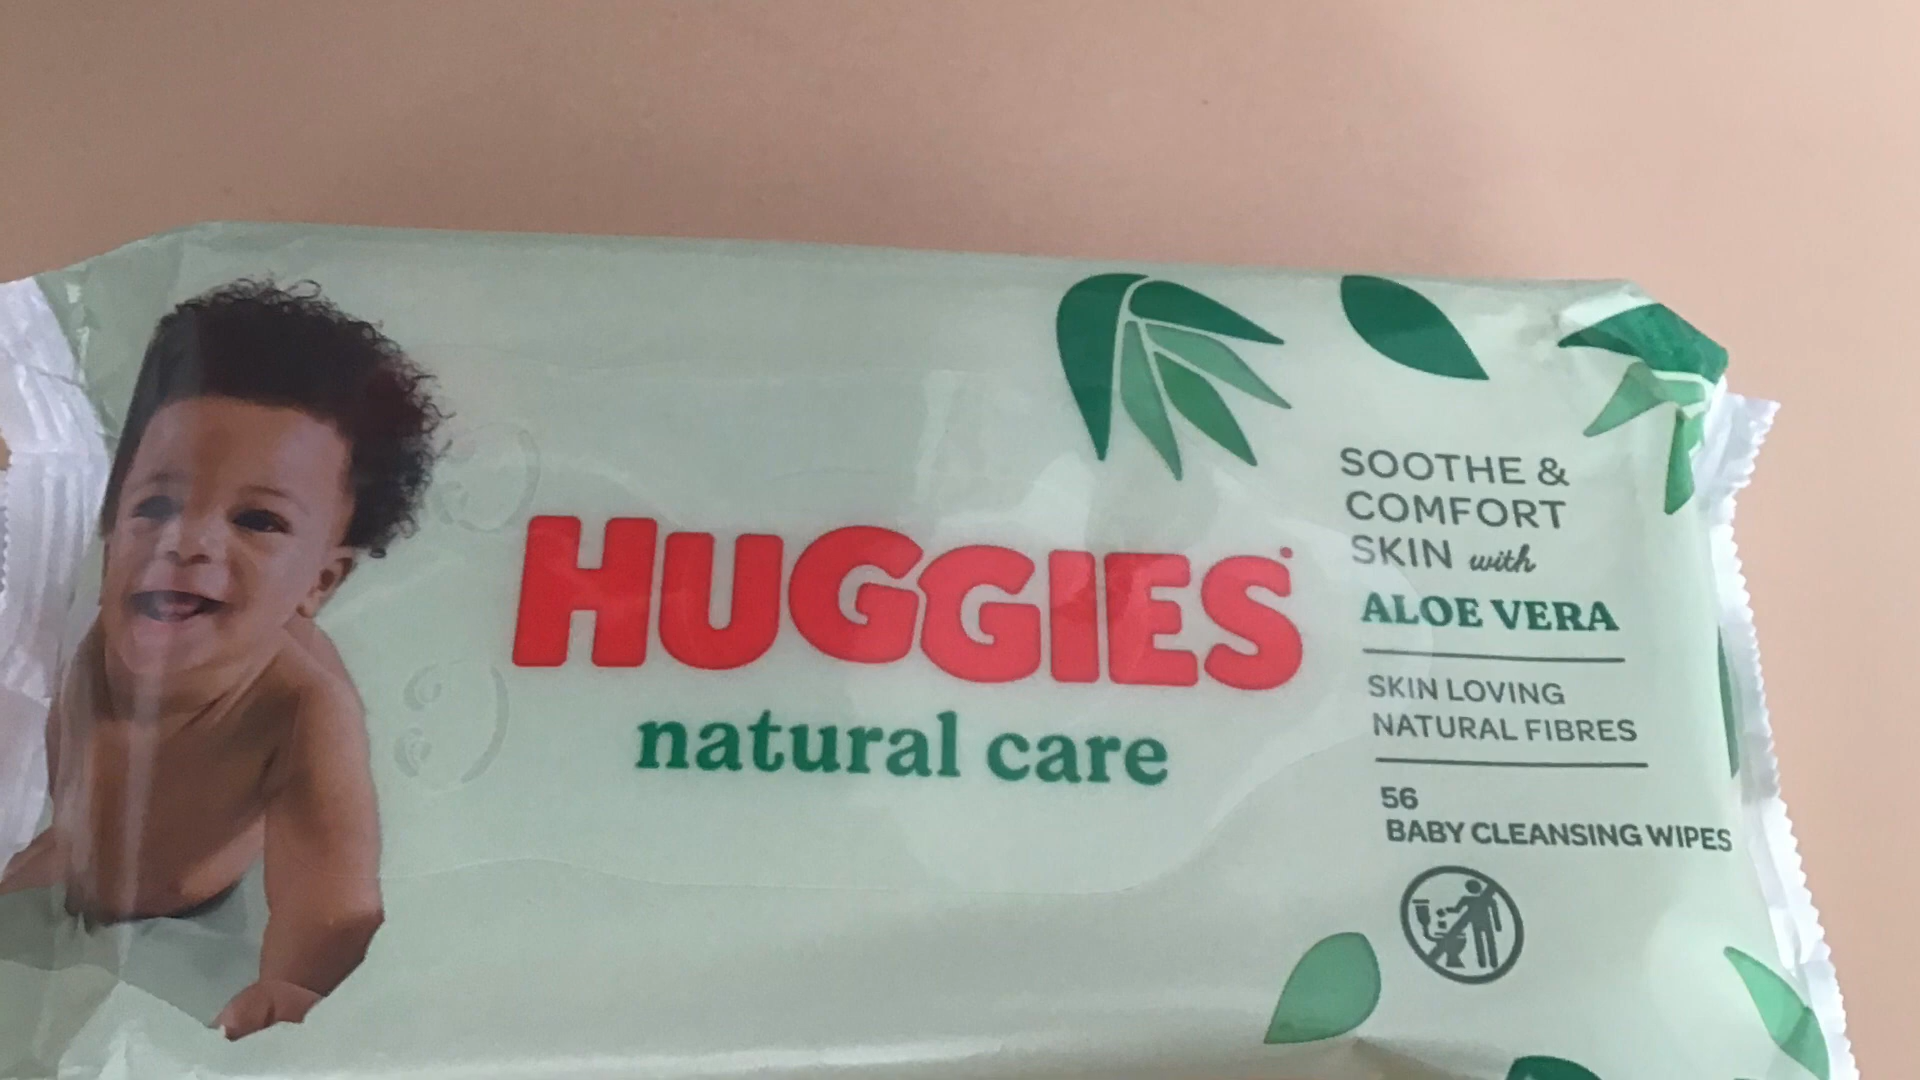 HUGGIES
natural care
SOOTHE &
COMFORT
SKIN with
ALOE VERA
SKIN LOVING
NATURAL FIBRES
56
BABY CLEANSING WIPES